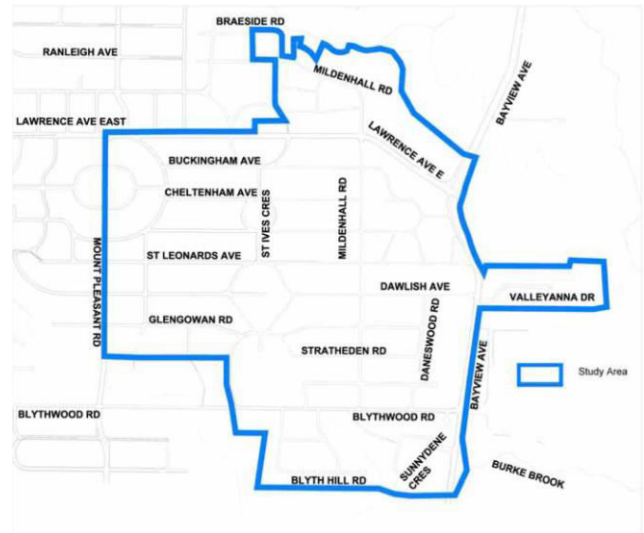 BRAESIDE RD
RANLEIGH AVE
MILDENHALL RD
BAYVIEW AVE
LAWRENCE AVE EAST
LAWRENCE AVE E
BUCKINGHAM AVE
CHELTENHAM AVE
ST IVES CRES
MILDENHALL RD
MOUNT PLEASANT RD
ST LEONARDS AVE
DAWLISH AVE
VALLEYANNA DR
GLENGOWAN RD
DANESWOOD RD
STRATHEDEN RD
BAYVIEW AVE
Study Area
BLYTHWOOD RD
BLYTHWOOD RD
SUNNYDENE
CRES
BLYTH HILL RD
BURKE BROOK